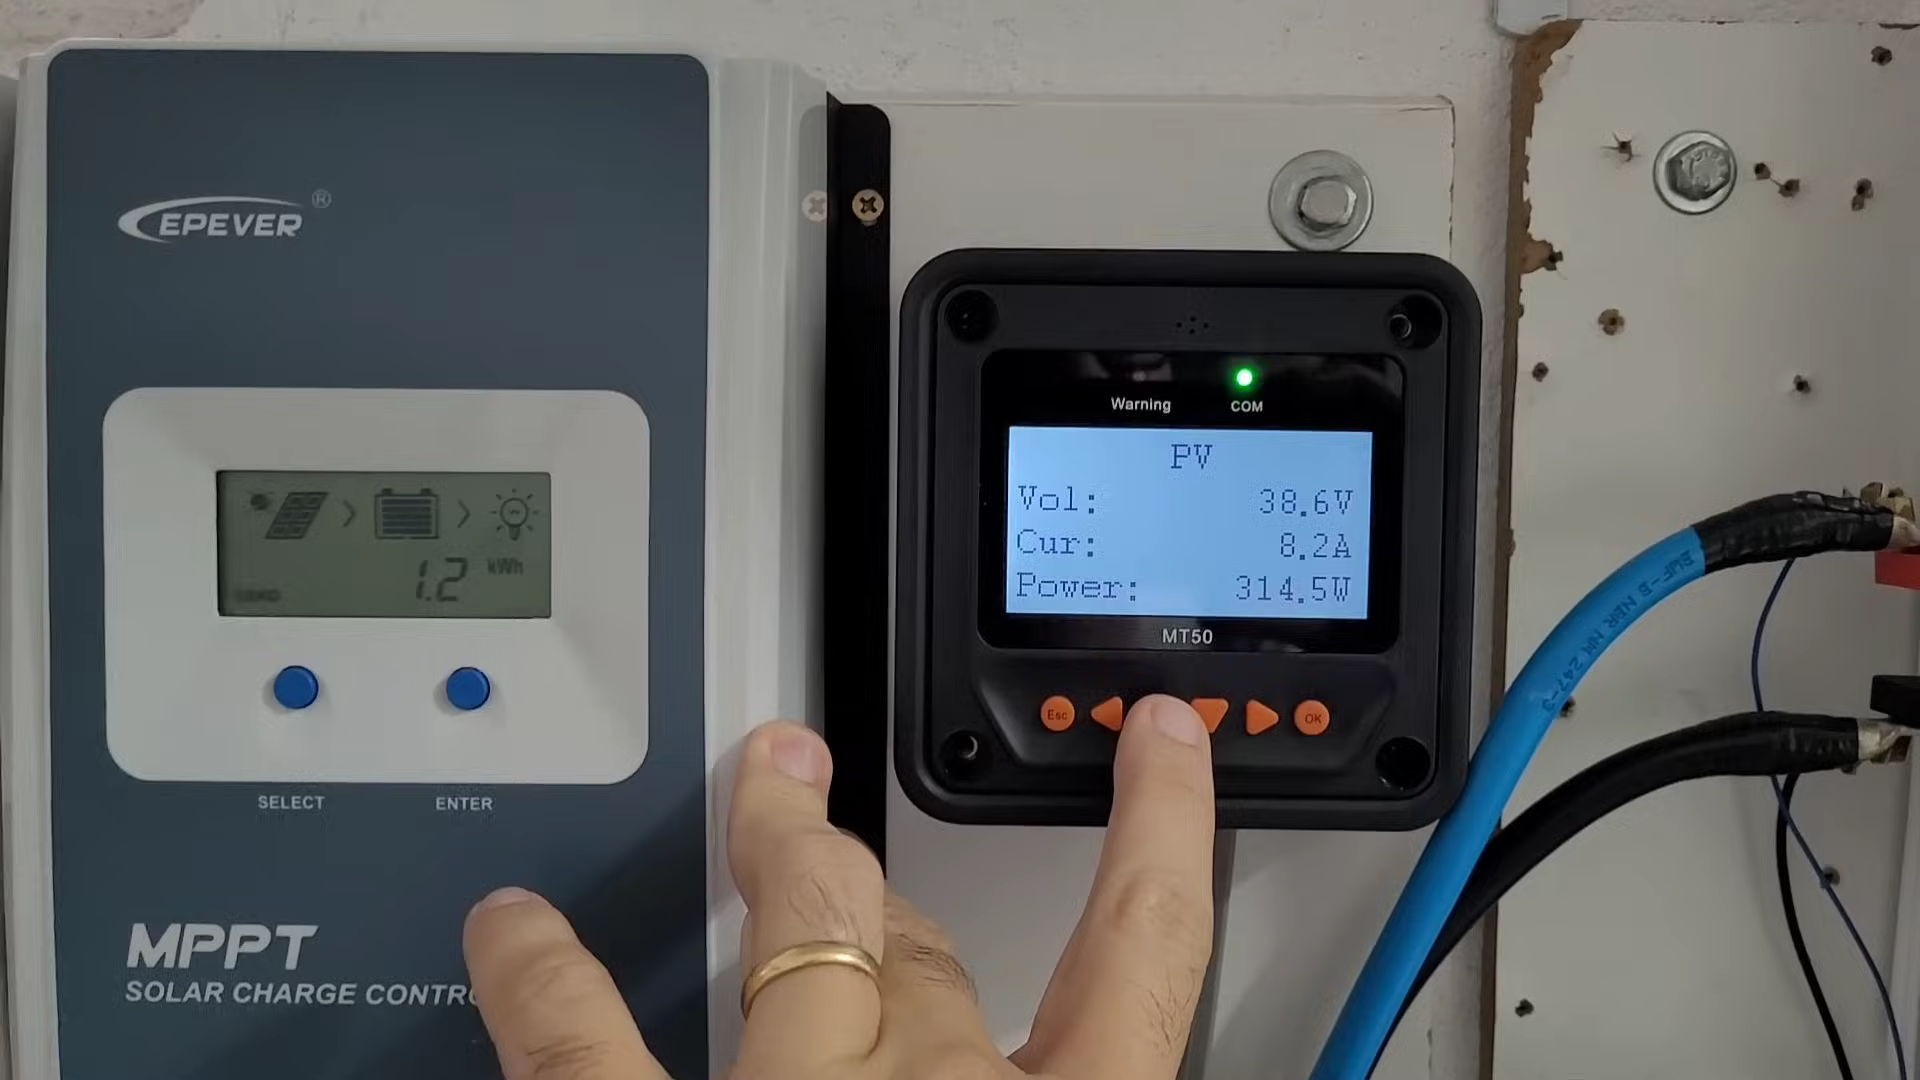 EPEVER ®
1.2 kWh
LOAD
SELECT ENTER
MPPT
SOLAR CHARGE
Warning COM
PV
Vol: 38.6V
Cur: 8.2A
Power: 314.5W
MT50
Esc OK